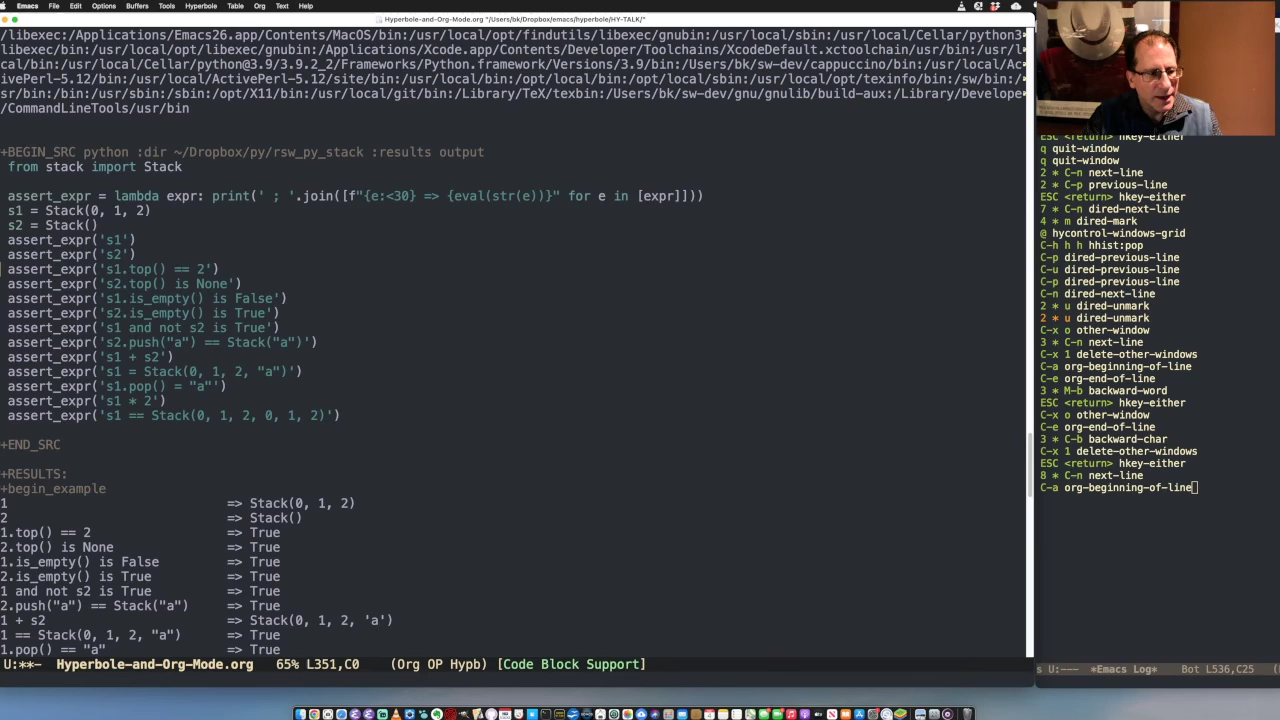 Emacs File Edit Options Buffers Tools Hyperbole Table Org Text Help
Hyperbole-and-Org-Mode.org "/Users/bk/Dropbox/emacs/hyperbole/HY-TALK/"
/libexec:/Applications/Emacs26.app/Contents/MacOS/bin:/usr/local/opt/findutils/libexec/gnubin:/usr/local/sbin:/usr/local/Cellar/python3
libexec/bin:/usr/local/opt/libexec/gnubin:/Applications/Xcode.app/Contents/Developer/Toolchains/XcodeDefault.xctoolchain/usr/bin:/usr/l
ocal/Cellar/python@3.9/3.9.2_2/Frameworks/Python.framework/Versions/3.9/bin:/Users/bk/sw-dev/cappuccino/bin:/usr/local/Ac
ivePerl-5.12/bin:/usr/local/ActivePerl-5.12/site/bin:/opt/local/bin:/opt/local/sbin:/usr/local/opt/texinfo/bin:/sw/bin:/u
sr/bin:/bin:/usr/sbin:/sbin:/opt/X11/bin:/usr/local/git/bin:/Library/TeX/texbin:/Users/bk/sw-dev/gnu/gnulib/build-aux:/Library/Develope
/CommandLineTools/usr/bin
+BEGIN_SRC python :dir ~/Dropbox/py/rsw_py_stack :results output
from stack import Stack
assert_expr = lambda expr: print(' ; '.join([f"{e:<30} => {eval(str(e))}" for e in [expr]]))
s1 = Stack(0, 1, 2)
s2 = Stack()
assert_expr('s1')
assert_expr('s2')
assert_expr('s1.top() == 2')
assert_expr('s2.top() is None')
assert_expr('s1.is_empty() is False')
assert_expr('s2.is_empty() is True')
assert_expr('s1 and not s2 is True')
assert_expr('s2.push("a") == Stack("a")')
assert_expr('s1 + s2')
assert_expr('s1 = Stack(0, 1, 2, "a")')
assert_expr('s1.pop() = "a"')
assert_expr('s1 * 2')
assert_expr('s1 == Stack(0, 1, 2, 0, 1, 2)')
+END_SRC
+RESULTS:
+begin_example
1 => Stack(0, 1, 2)
2 => Stack()
1.top() == 2 => True
2.top() is None => True
1.is_empty() is False => True
2.is_empty() is True => True
1 and not s2 is True => True
2.push("a") == Stack("a") => True
1 + s2 => Stack(0, 1, 2, 'a')
1 == Stack(0, 1, 2, "a") => True
1.pop() == "a" => True
U:**- Hyperbole-and-Org-Mode.org 65% L351,C0 (Org OP Hypb) [Code Block Support]
ESC <return> hkey-either
q quit-window
q quit-window
2 * C-n next-line
2 * C-p previous-line
ESC <return> hkey-either
7 * C-n dired-next-line
4 * m dired-mark
@ hycontrol-windows-grid
C-h h h hhist:pop
C-p dired-previous-line
C-u dired-previous-line
C-p dired-previous-line
C-n dired-next-line
2 * u dired-unmark
2 * u dired-unmark
C-x o other-window
3 * C-n next-line
C-x 1 delete-other-windows
C-a org-beginning-of-line
C-e org-end-of-line
3 * M-b backward-word
ESC <return> hkey-either
C-x o other-window
C-e org-end-of-line
3 * C-b backward-char
C-x 1 delete-other-windows
ESC <return> hkey-either
8 * C-n next-line
C-a org-beginning-of-line
s U:--- *Emacs Log* Bot L536,C25